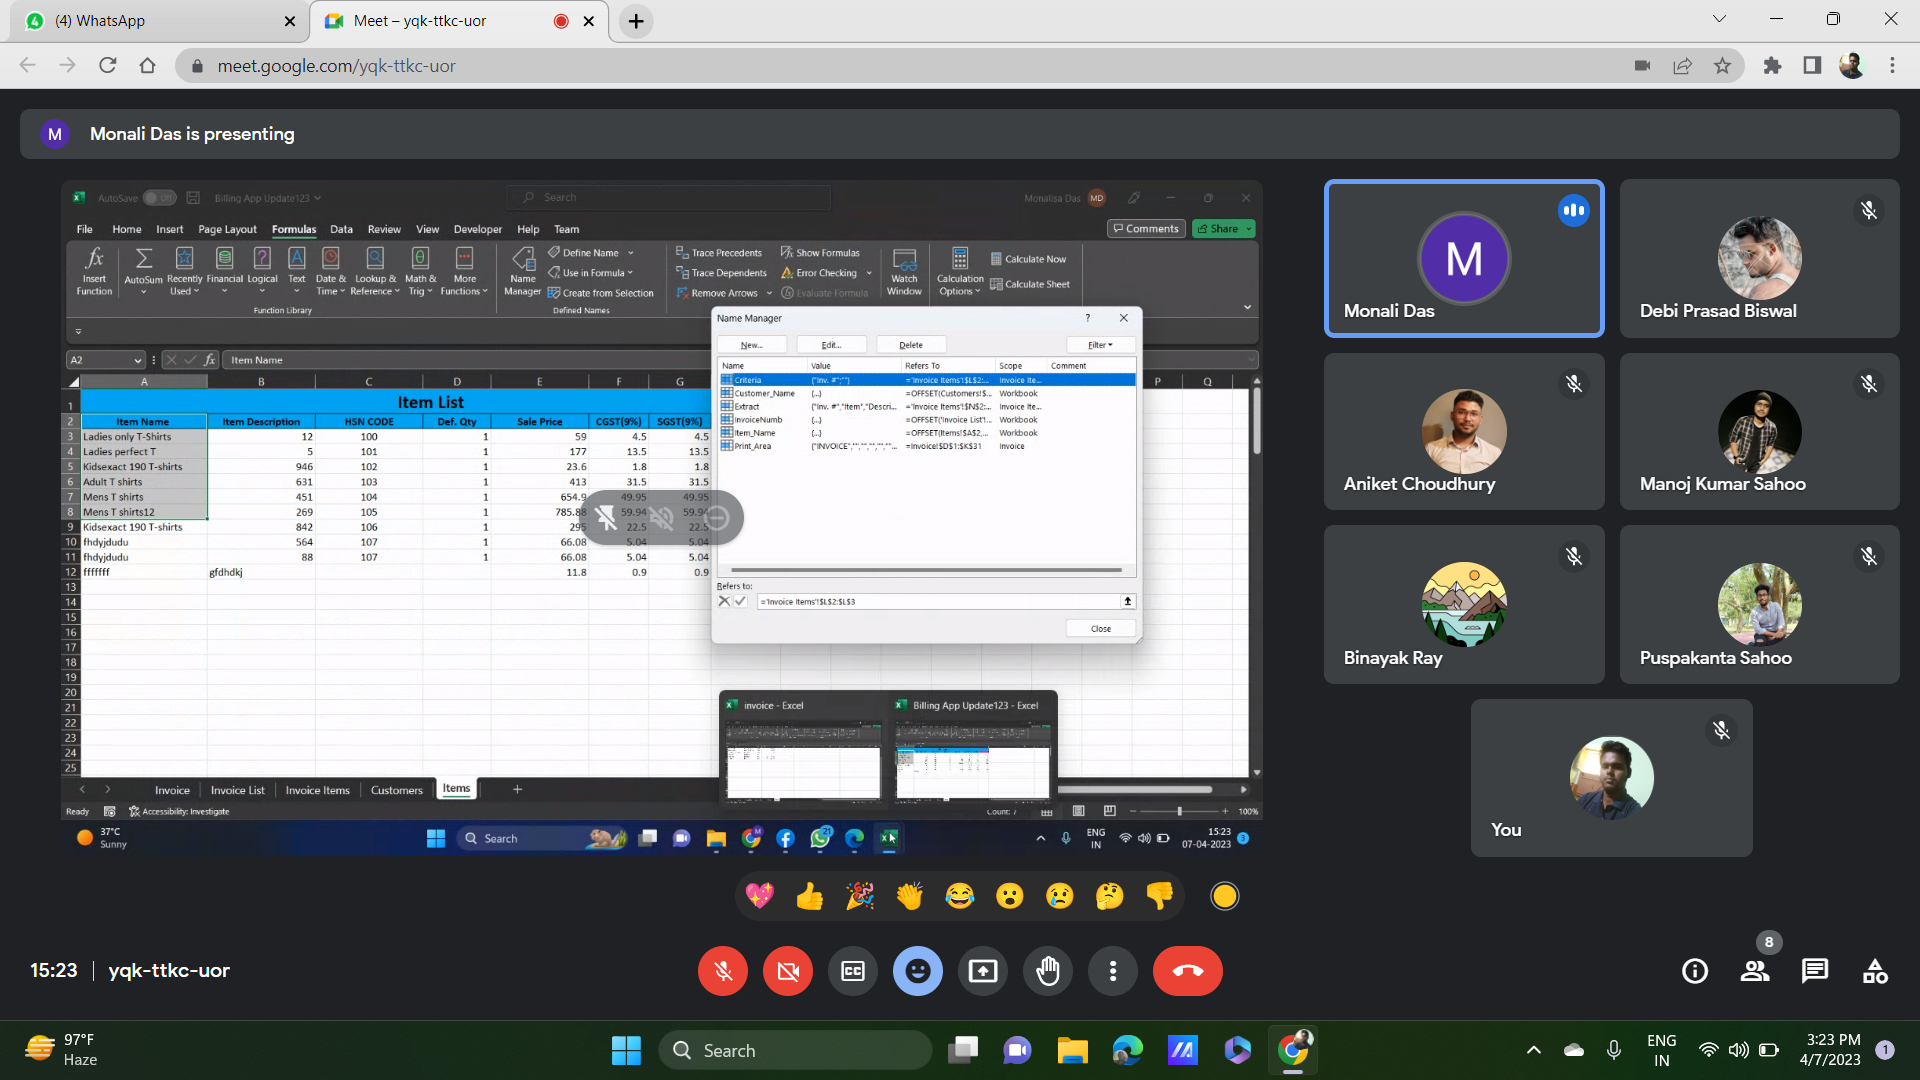 (4) WhatsApp
Meet – yqk-ttkc-uor
meet.google.com/yqk-ttkc-uor
M Monali Das is presenting
AutoSave Off Billing App Update123 Search Monalisa Das MD
File Home Insert Page Layout Formulas Data Review View Developer Help Team Comments Share
Insert Function
AutoSum
Recently Used
Financial
Logical
Text
Date & Time
Lookup & Reference
Math & Trig
More Functions
Function Library
Name Manager
Define Name
Use in Formula
Create from Selection
Defined Names
Trace Precedents
Trace Dependents
Remove Arrows
Show Formulas
Error Checking
Evaluate Formula
Watch Window
Calculation Options
Calculate Now
Calculate Sheet
A2 fx Item Name
A B C D E F G P Q
1 Item List
2 Item Name Item Description HSN CODE Def. Qty Sale Price CGST(9%) SGST(9%)
3 Ladies only T-Shirts 12 100 1 59 4.5 4.5
4 Ladies perfect T 5 101 1 177 13.5 13.5
5 Kidsexact 190 T-shirts 946 102 1 23.6 1.8 1.8
6 Adult T shirts 631 103 1 413 31.5 31.5
7 Mens T shirts 451 104 1 654.9 49.95 49.95
8 Mens T shirts12 269 105 1 785.88 59.94 59.94
9 Kidsexact 190 T-shirts 842 106 1 295 22.5 22.5
10 fhdyjdudu 564 107 1 66.08 5.04 5.04
11 fhdyjdudu 88 107 1 66.08 5.04 5.04
12 fffffff gfdhdkj 11.8 0.9 0.9
13
14
15
16
17
18
19
20
21
22
23
24
25
Name Manager ?
New... Edit... Delete Filter
Name Value Refers To Scope Comment
Criteria {"Inv. #";""} ='Invoice Items'!$L$2:... Invoice Ite...
Customer_Name {...} =OFFSET(Customers!$... Workbook
Extract {"Inv. #","Item","Descri... ='Invoice Items'!$N$2:... Invoice Ite...
InvoiceNumb {...} =OFFSET('Invoice List'!... Workbook
Item_Name {...} =OFFSET(Items!$A$2,... Workbook
Print_Area {"INVOICE","","","","",""... =Invoice!$D$1:$K$31 Invoice
Refers to:
='Invoice Items'!$L$2:$L$3
Close
invoice - Excel
Billing App Update123 - Excel
Invoice Invoice List Invoice Items Customers Items
Ready Accessibility: Investigate Count: 7 100%
37°C
Sunny
Search
21
ENG
IN
15:23
07-04-2023
3
M
Monali Das
Debi Prasad Biswal
Aniket Choudhury
Manoj Kumar Sahoo
Binayak Ray
Puspakanta Sahoo
You
15:23 yqk-ttkc-uor
CC
8
97°F
Haze
Search
ENG
IN
3:23 PM
4/7/2023
1